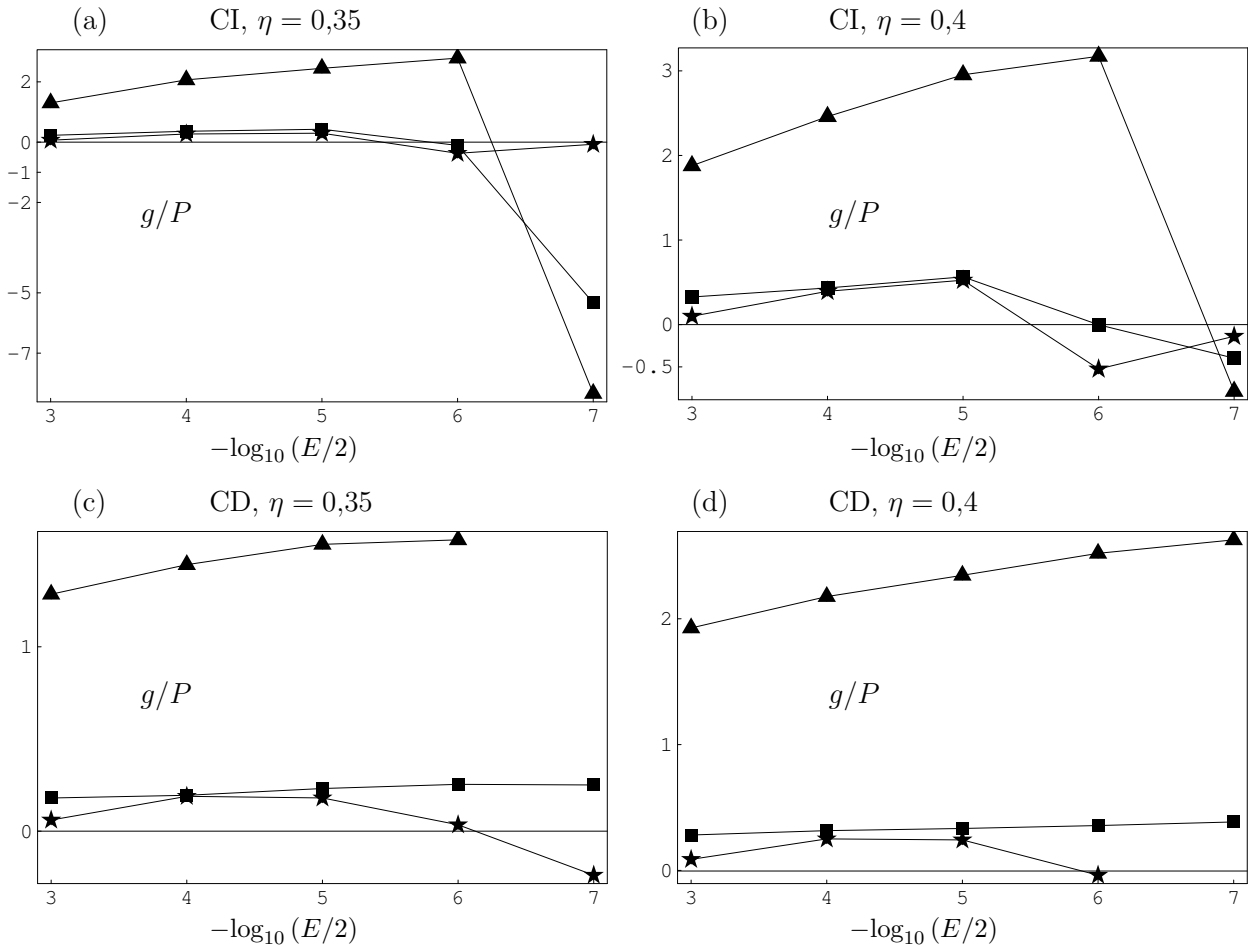 (a) CI, η = 0,35
2
0
−1
−2
−5
−7
g/P
3 4 5 6 7
−log₁₀ (E/2)
(b) CI, η = 0,4
3
2
1
0
−0.5
g/P
3 4 5 6 7
−log₁₀ (E/2)
(c) CD, η = 0,35
1
0
g/P
3 4 5 6 7
−log₁₀ (E/2)
(d) CD, η = 0,4
2
1
0
g/P
3 4 5 6 7
−log₁₀ (E/2)